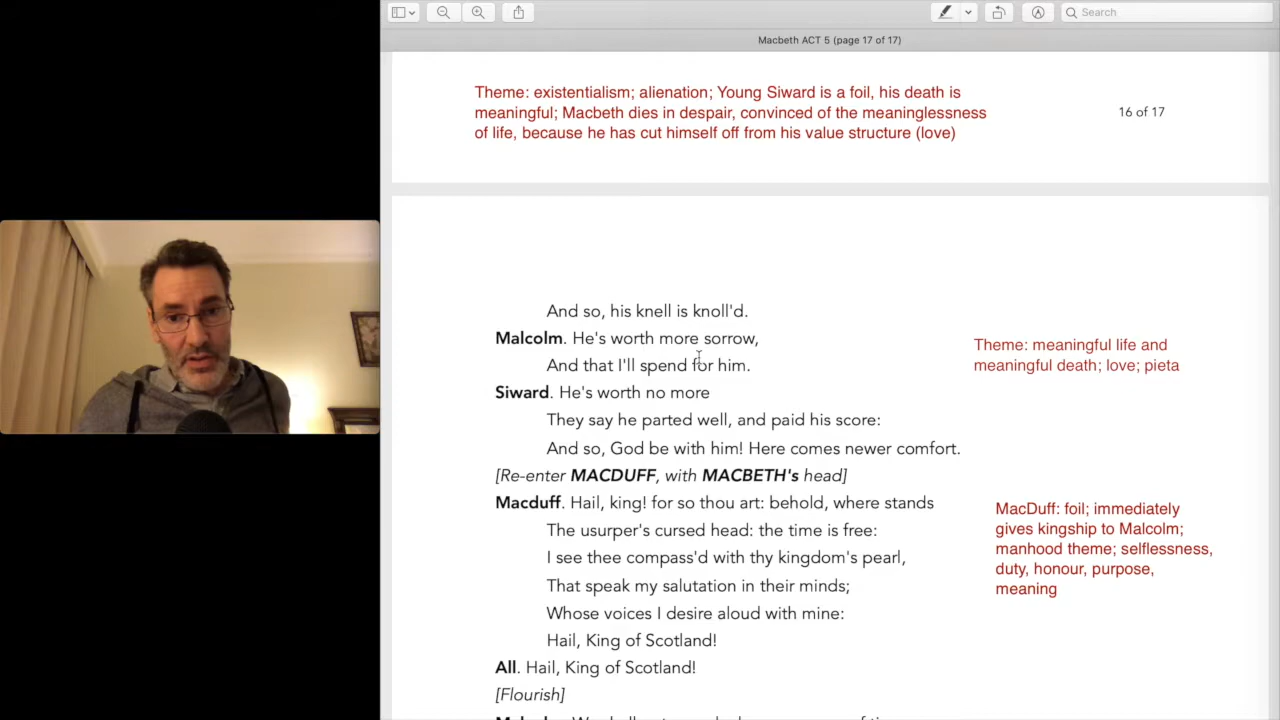 Search
Macbeth ACT 5 (page 17 of 17)
Theme: existentialism; alienation; Young Siward is a foil, his death is
meaningful; Macbeth dies in despair, convinced of the meaninglessness
of life, because he has cut himself off from his value structure (love)
16 of 17
And so, his knell is knoll'd.
Malcolm. He's worth more sorrow,
And that I'll spend for him.
Theme: meaningful life and
meaningful death; love; pieta
Siward. He's worth no more
They say he parted well, and paid his score:
And so, God be with him! Here comes newer comfort.
[Re-enter MACDUFF, with MACBETH's head]
Macduff. Hail, king! for so thou art: behold, where stands
The usurper's cursed head: the time is free:
I see thee compass'd with thy kingdom's pearl,
That speak my salutation in their minds;
Whose voices I desire aloud with mine:
Hail, King of Scotland!
MacDuff: foil; immediately
gives kingship to Malcolm;
manhood theme; selflessness,
duty, honour, purpose,
meaning
All. Hail, King of Scotland!
[Flourish]